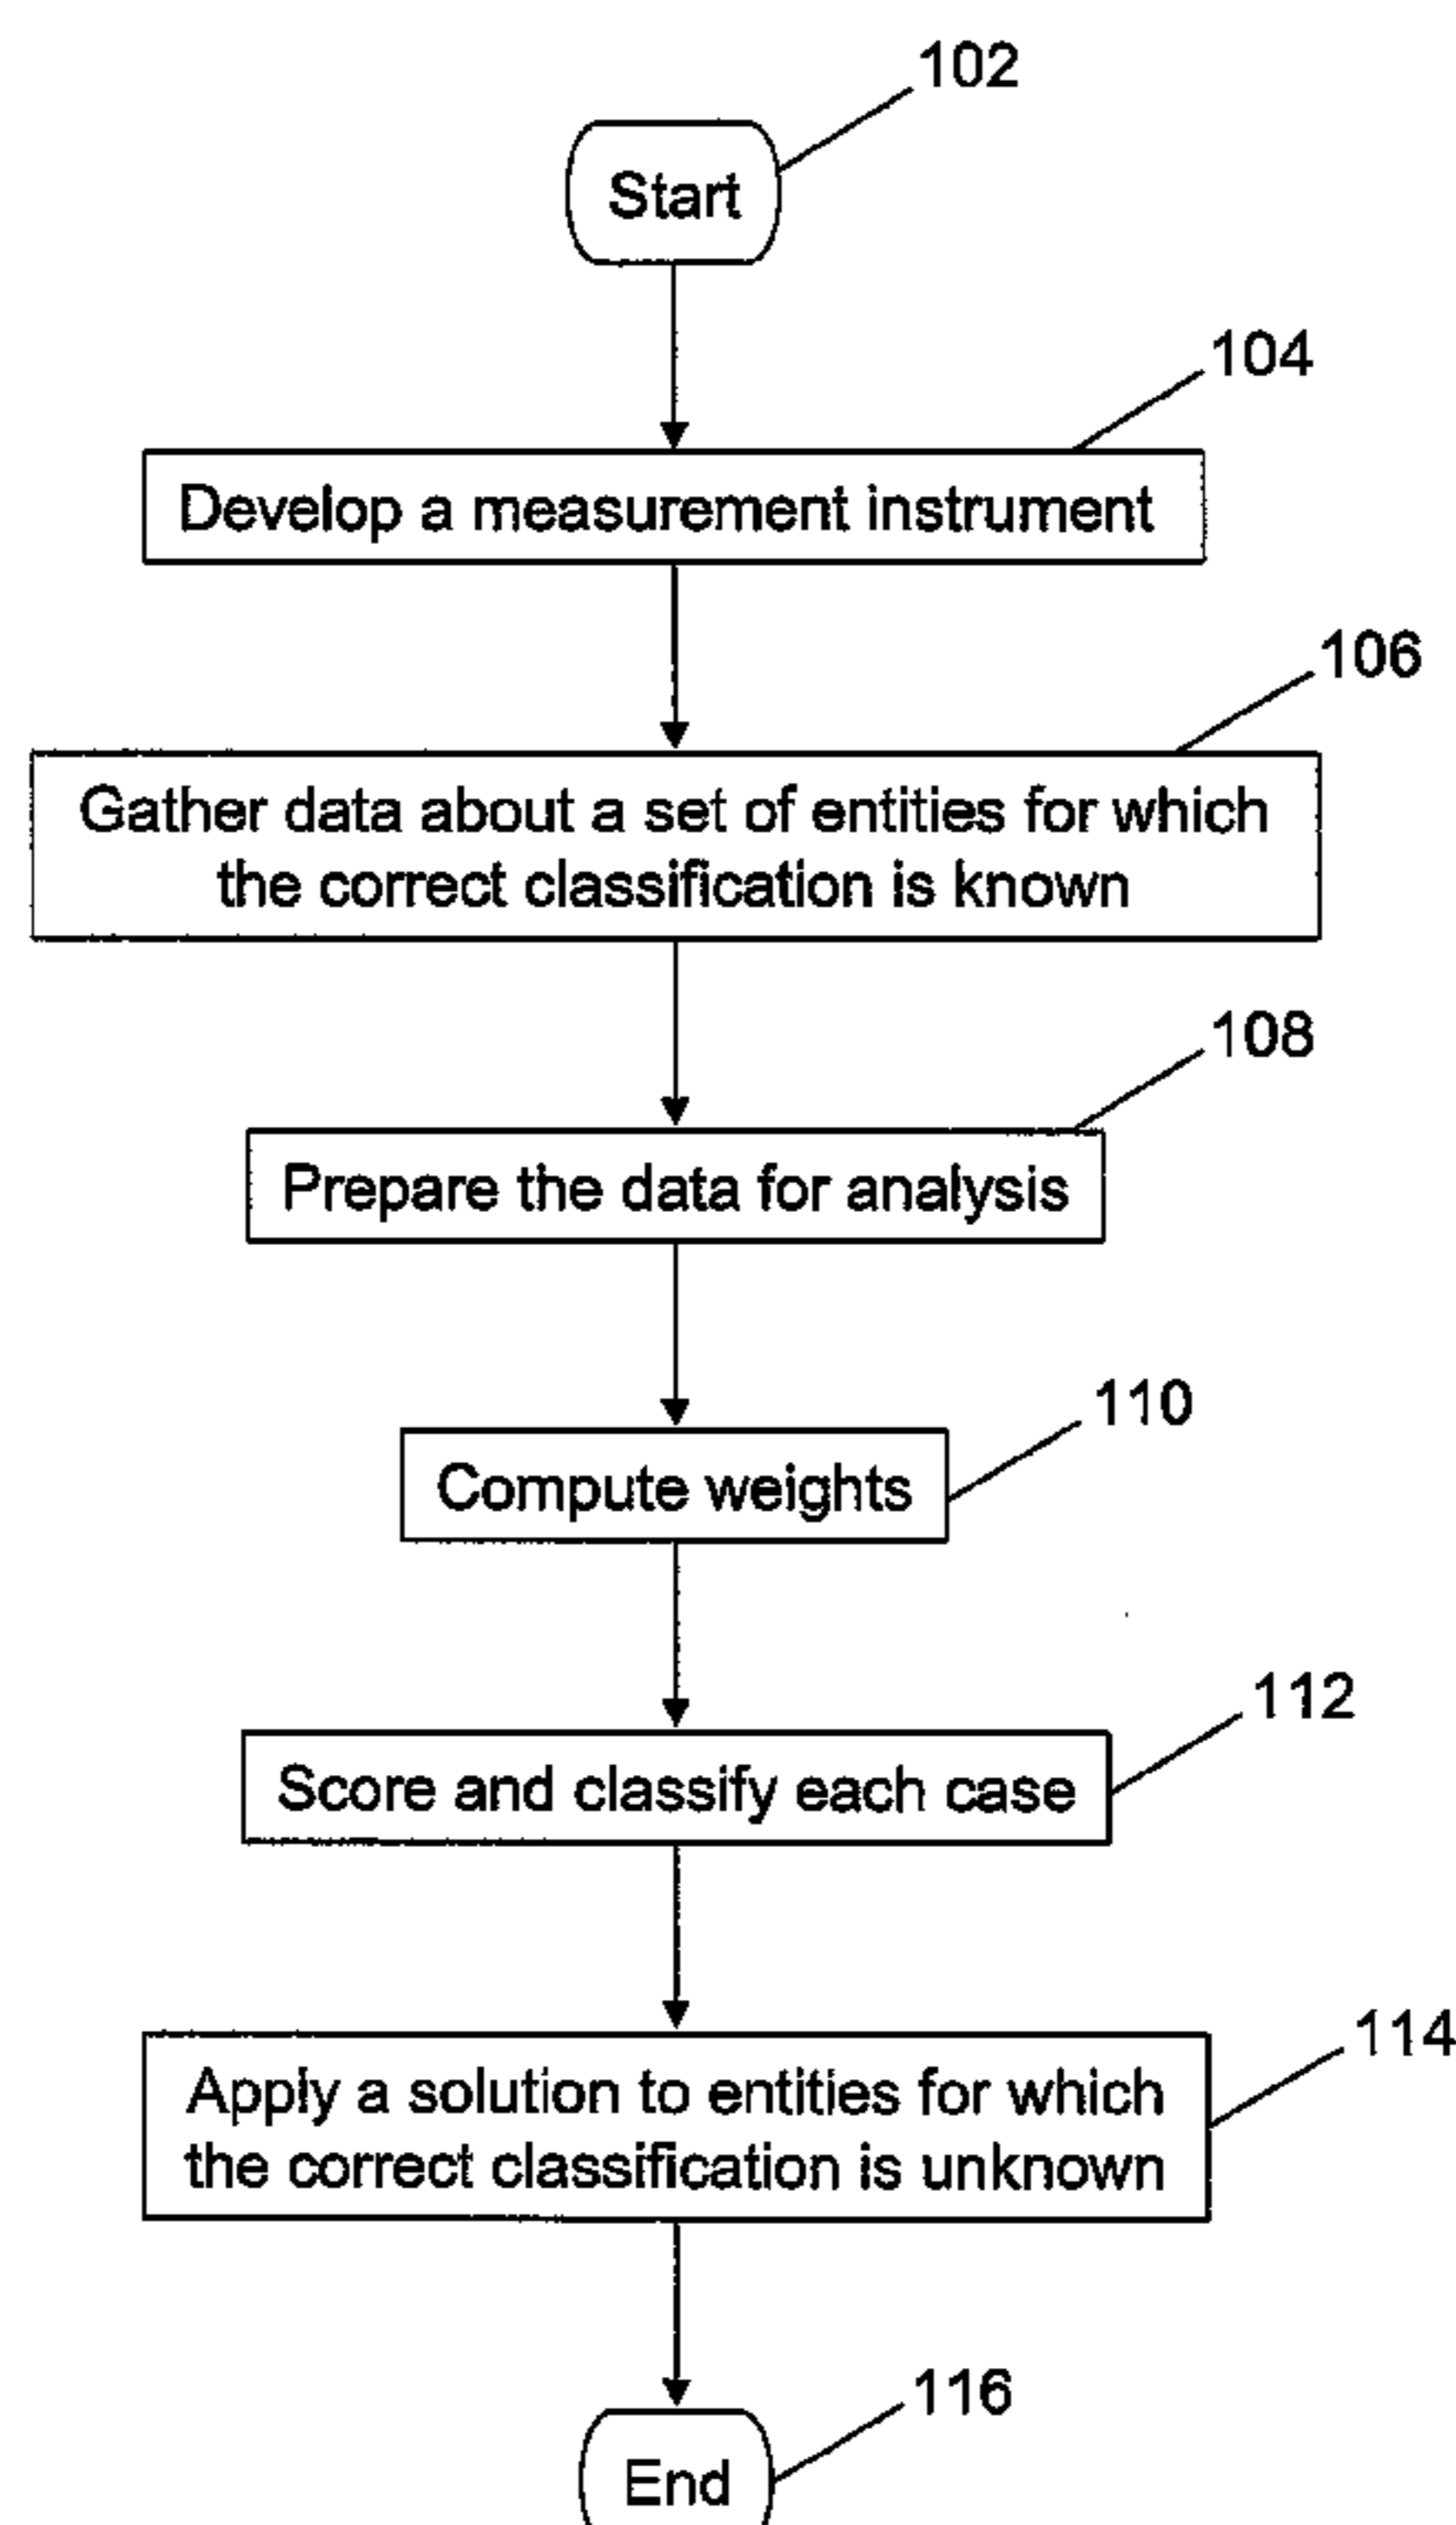 102
Start
104
Develop a measurement instrument
106
Gather data about a set of entities for which
the correct classification is known
108
Prepare the data for analysis
110
Compute weights
112
Score and classify each case
114
Apply a solution to entities for which
the correct classification is unknown
116
End